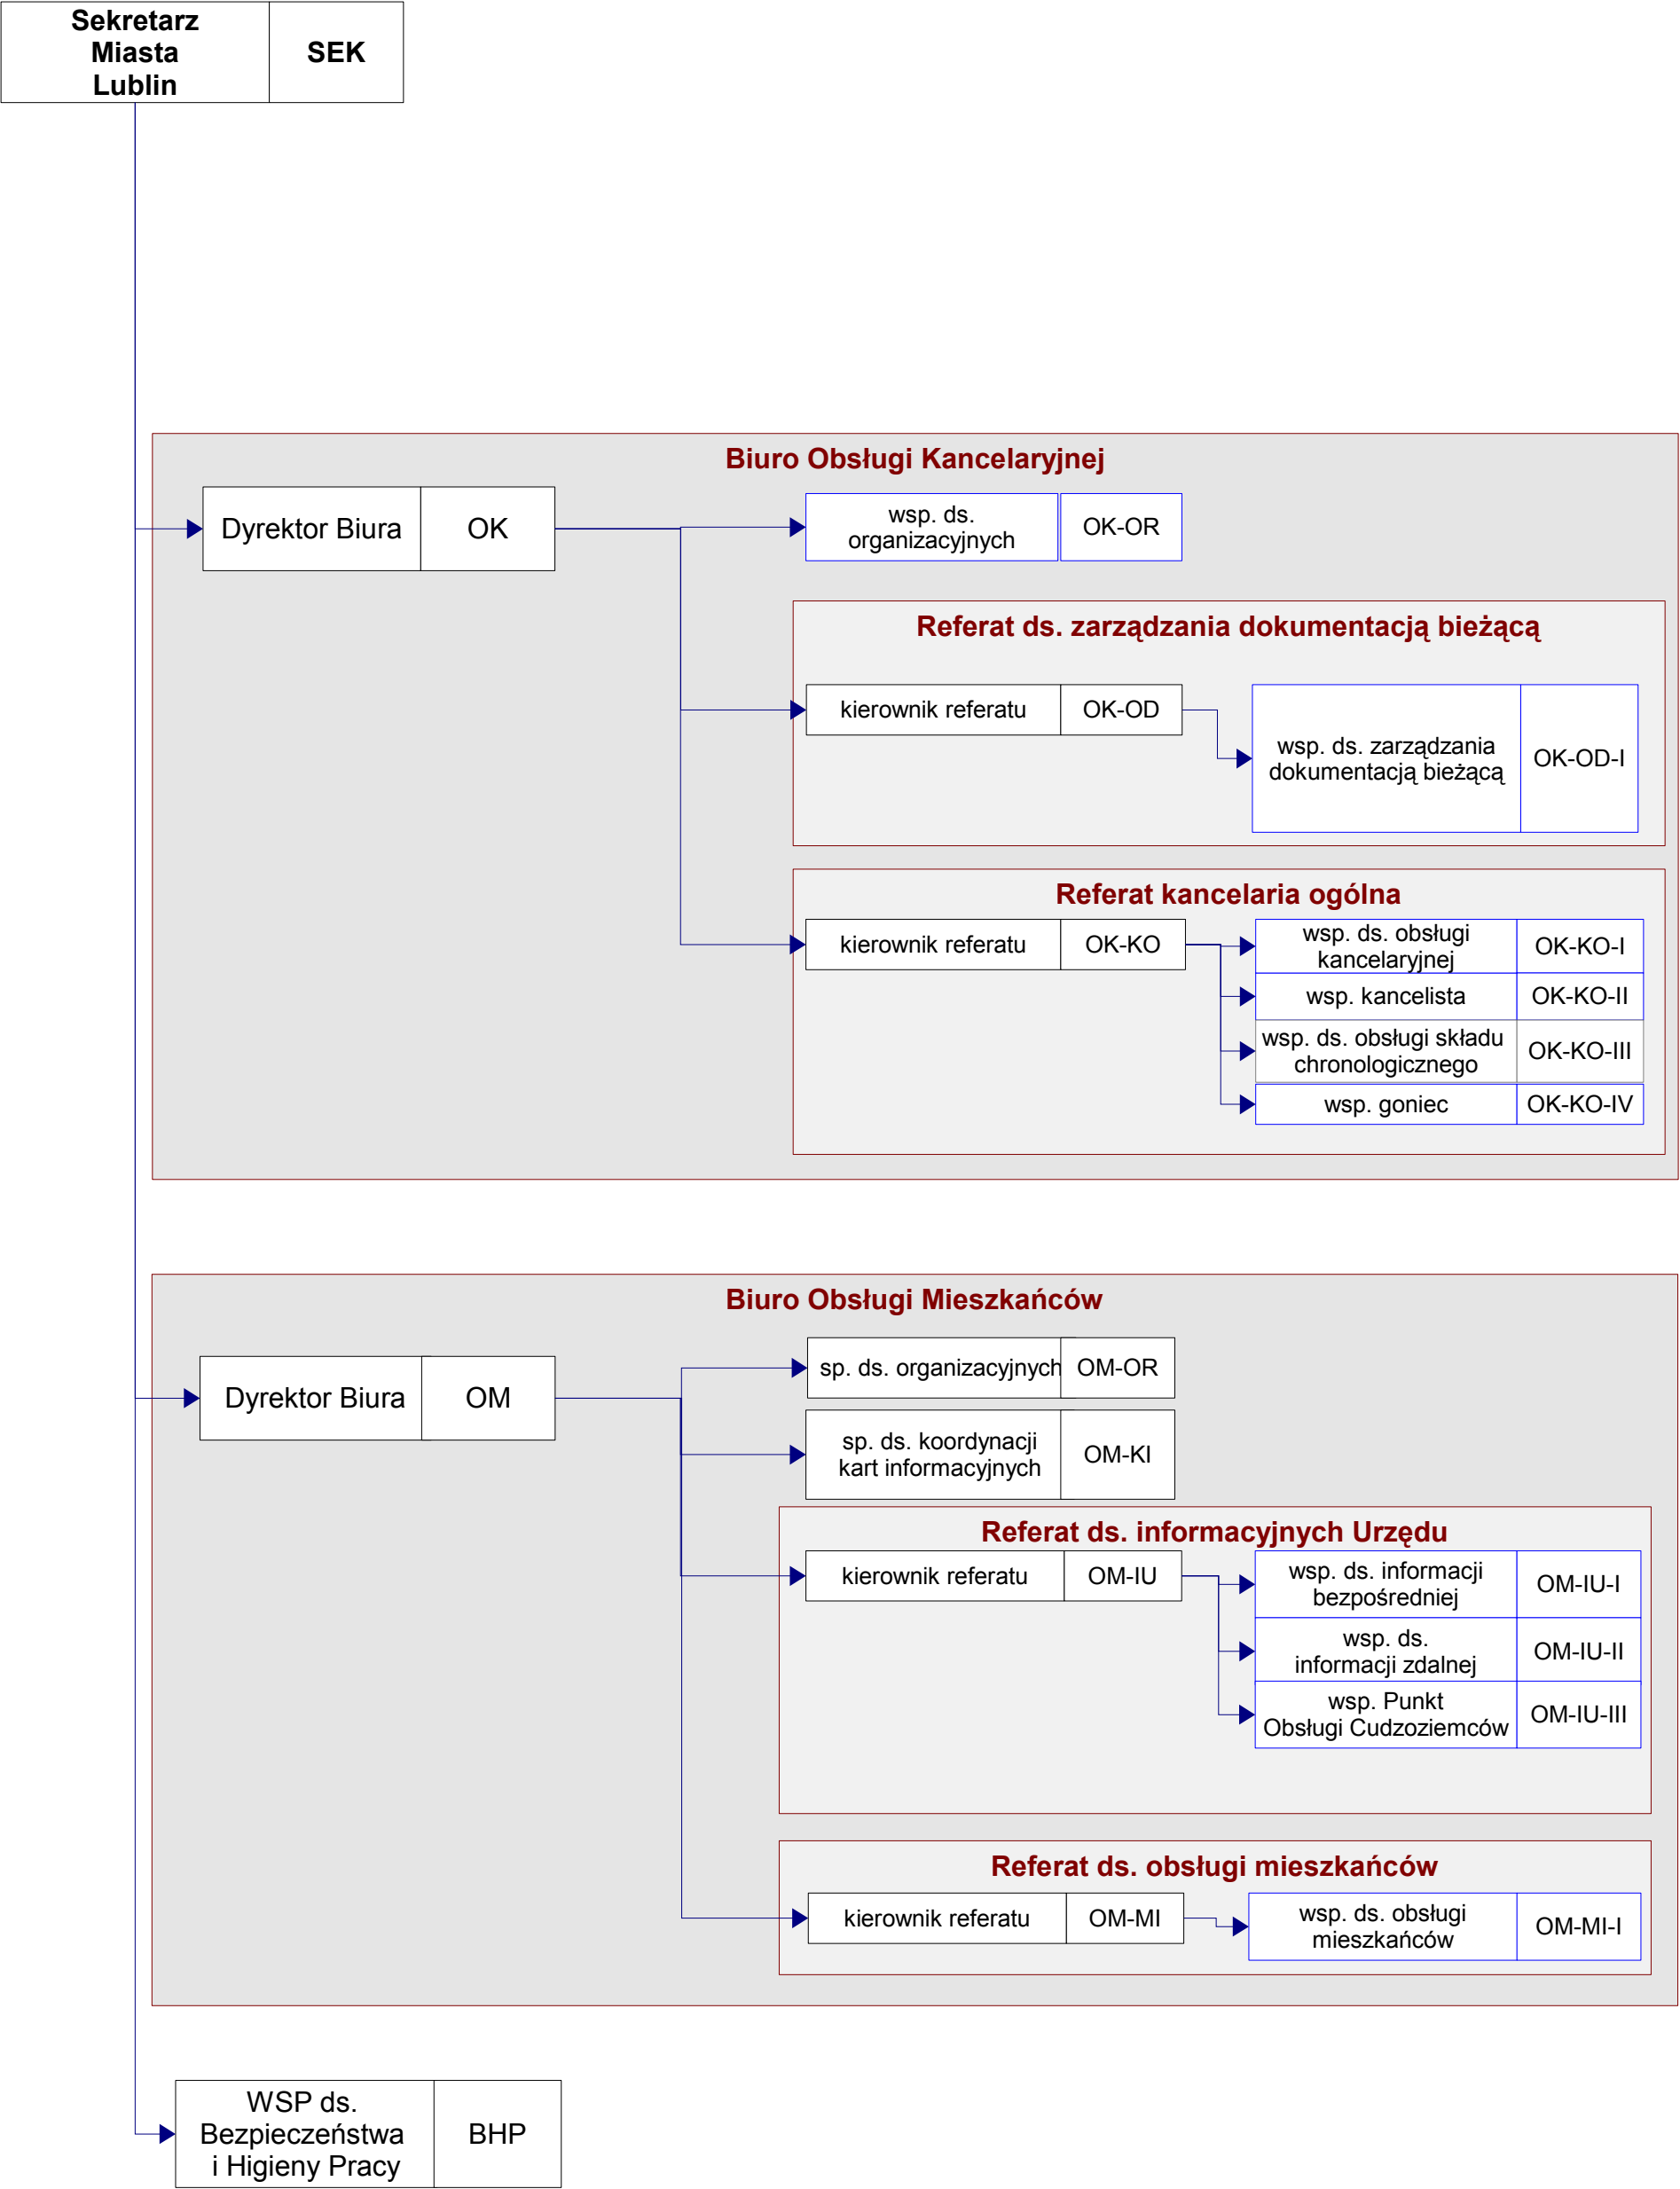 Sekretarz
Miasta
Lublin
SEK
Biuro Obsługi Kancelaryjnej
Dyrektor Biura
OK
wsp. ds.
organizacyjnych
OK-OR
Referat ds. zarządzania dokumentacją bieżącą
kierownik referatu
OK-OD
wsp. ds. zarządzania
dokumentacją bieżącą
OK-OD-I
Referat kancelaria ogólna
kierownik referatu
OK-KO
wsp. ds. obsługi
kancelaryjnej
OK-KO-I
wsp. kancelista
OK-KO-II
wsp. ds. obsługi składu
chronologicznego
OK-KO-III
wsp. goniec
OK-KO-IV
Biuro Obsługi Mieszkańców
Dyrektor Biura
OM
sp. ds. organizacyjnych
OM-OR
sp. ds. koordynacji
kart informacyjnych
OM-KI
Referat ds. informacyjnych Urzędu
kierownik referatu
OM-IU
wsp. ds. informacji
bezpośredniej
OM-IU-I
wsp. ds.
informacji zdalnej
OM-IU-II
wsp. Punkt
Obsługi Cudzoziemców
OM-IU-III
Referat ds. obsługi mieszkańców
kierownik referatu
OM-MI
wsp. ds. obsługi
mieszkańców
OM-MI-I
WSP ds.
Bezpieczeństwa
i Higieny Pracy
BHP